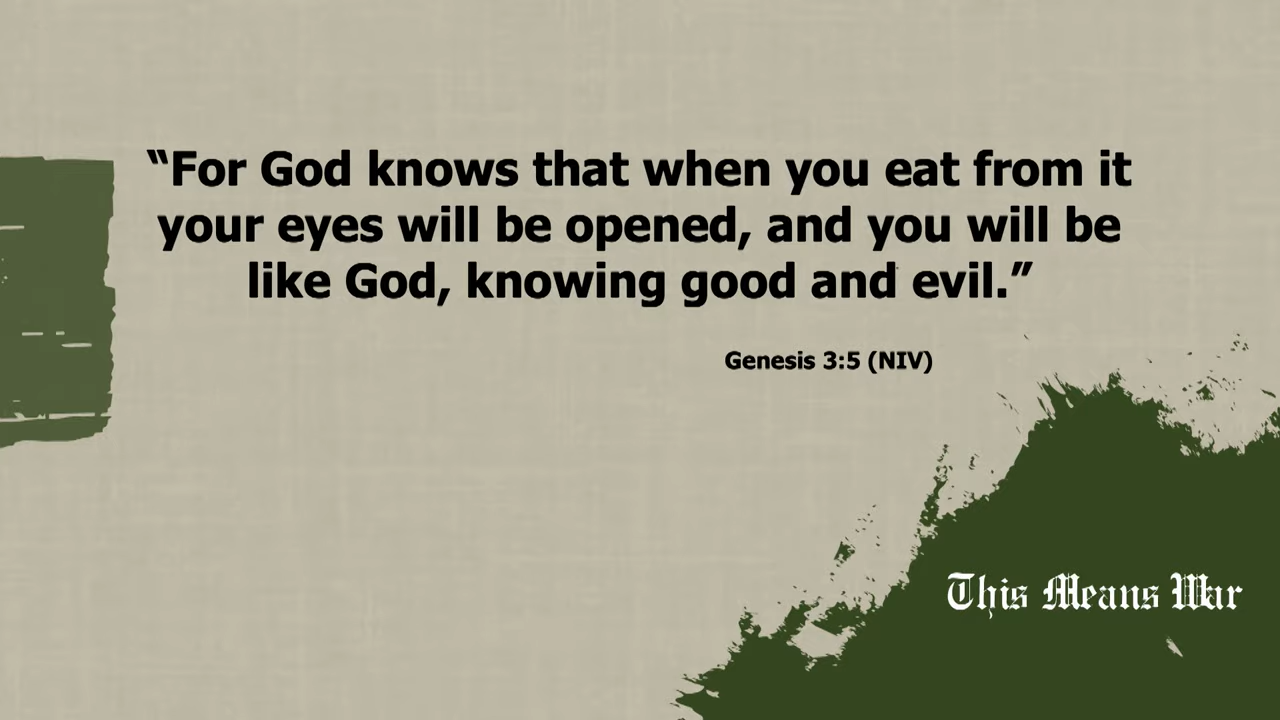 “For God knows that when you eat from it
your eyes will be opened, and you will be
like God, knowing good and evil.”
Genesis 3:5 (NIV)
This Means War